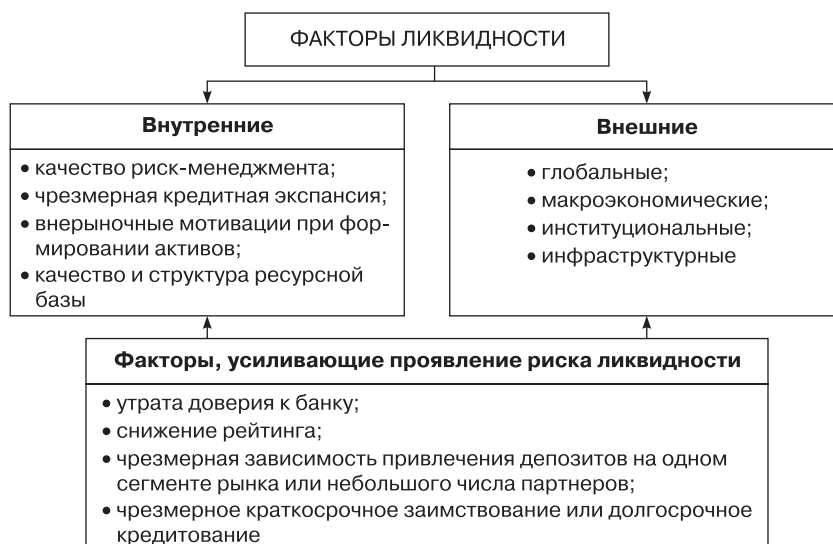 ФАКТОРЫ ЛИКВИДНОСТИ
Внутренние
• качество риск-менеджмента;
• чрезмерная кредитная экспансия;
• внерыночные мотивации при фор-
мировании активов;
• качество и структура ресурсной
базы
Внешние
• глобальные;
• макроэкономические;
• институциональные;
• инфраструктурные
Факторы, усиливающие проявление риска ликвидности
• утрата доверия к банку;
• снижение рейтинга;
• чрезмерная зависимость привлечения депозитов на одном
сегменте рынка или небольшого числа партнеров;
• чрезмерное краткосрочное заимствование или долгосрочное
кредитование